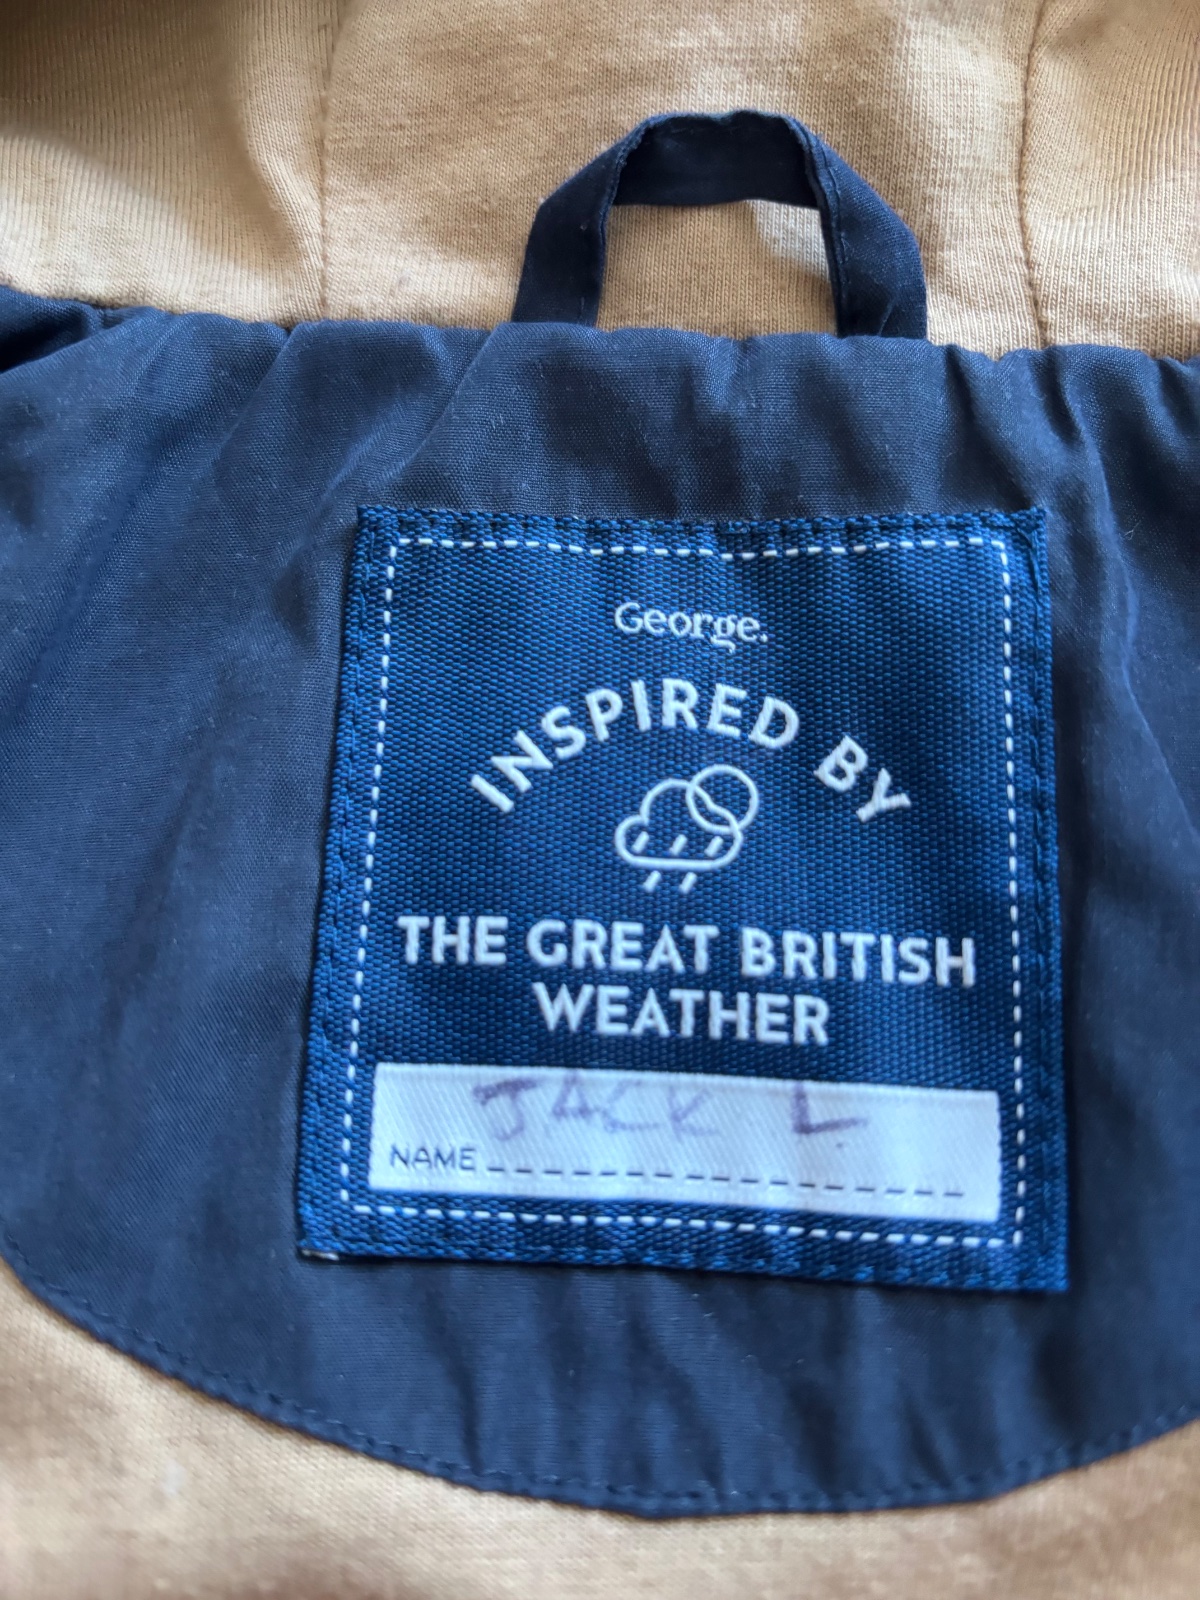 George.
INSPIRED BY
THE GREAT BRITISH
WEATHER
JACK L
NAME